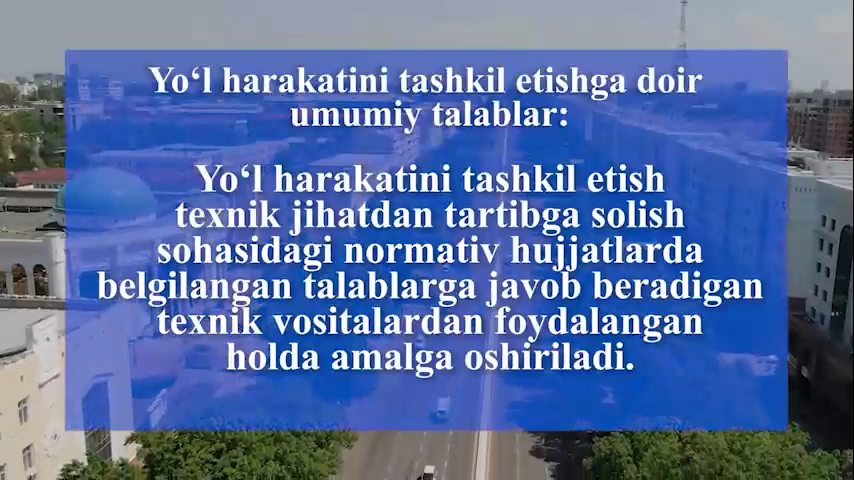 Yo‘l harakatini tashkil etishga doir
umumiy talablar:
Yo‘l harakatini tashkil etish
texnik jihatdan tartibga solish
sohasidagi normativ hujjatlarda
belgilangan talablarga javob beradigan
texnik vositalardan foydalangan
holda amalga oshiriladi.